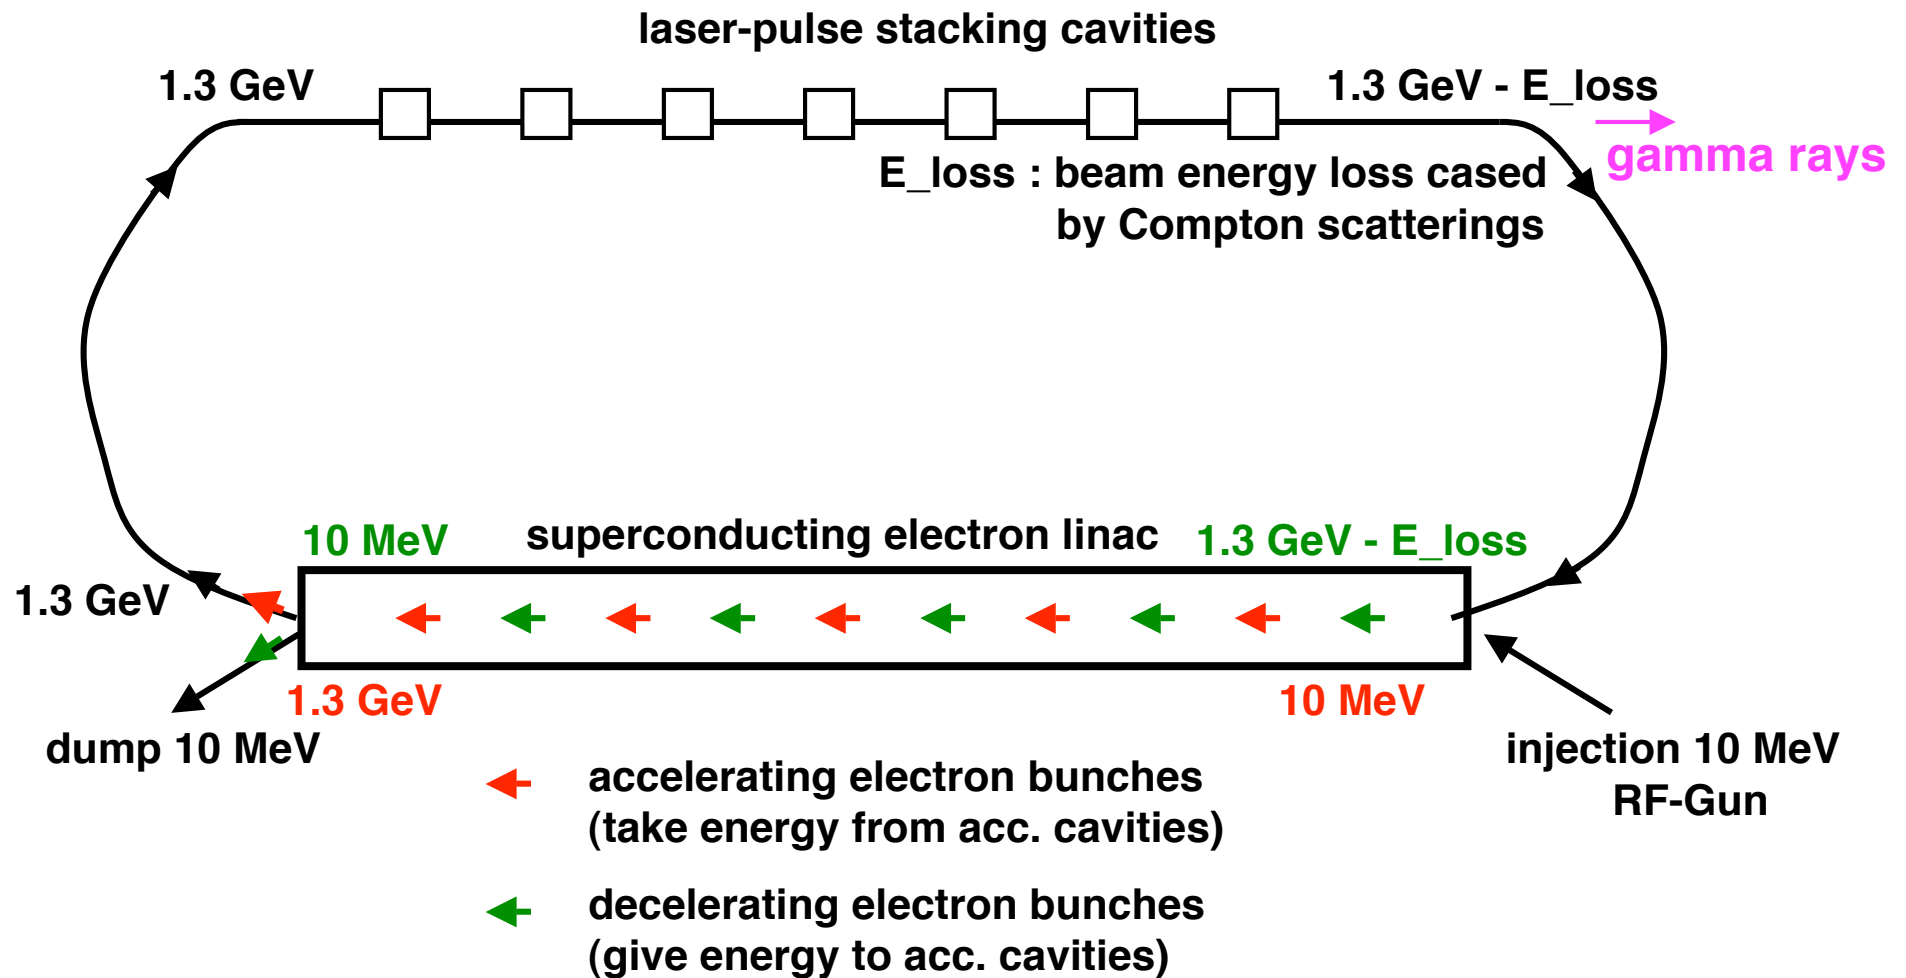 laser-pulse stacking cavities
1.3 GeV
1.3 GeV - E_loss
gamma rays
E_loss : beam energy loss cased
by Compton scatterings
10 MeV
superconducting electron linac
1.3 GeV - E_loss
1.3 GeV
1.3 GeV
10 MeV
dump 10 MeV
injection 10 MeV
RF-Gun
accelerating electron bunches
(take energy from acc. cavities)
decelerating electron bunches
(give energy to acc. cavities)